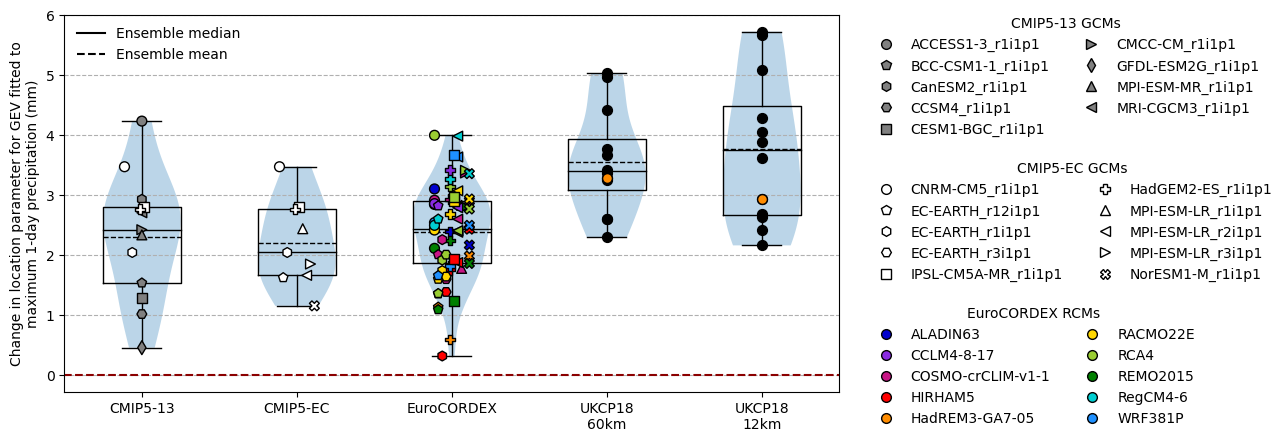 Change in location parameter for GEV fitted to
maximum 1-day precipitation (mm)
6
5
4
3
2
1
0
Ensemble median
Ensemble mean
CMIP5-13
CMIP5-EC
EuroCORDEX
UKCP18
60km
UKCP18
12km
CMIP5-13 GCMs
ACCESS1-3_r1i1p1
BCC-CSM1-1_r1i1p1
CanESM2_r1i1p1
CCSM4_r1i1p1
CESM1-BGC_r1i1p1
CMCC-CM_r1i1p1
GFDL-ESM2G_r1i1p1
MPI-ESM-MR_r1i1p1
MRI-CGCM3_r1i1p1
CMIP5-EC GCMs
CNRM-CM5_r1i1p1
EC-EARTH_r12i1p1
EC-EARTH_r1i1p1
EC-EARTH_r3i1p1
IPSL-CM5A-MR_r1i1p1
HadGEM2-ES_r1i1p1
MPI-ESM-LR_r1i1p1
MPI-ESM-LR_r2i1p1
MPI-ESM-LR_r3i1p1
NorESM1-M_r1i1p1
EuroCORDEX RCMs
ALADIN63
CCLM4-8-17
COSMO-crCLIM-v1-1
HIRHAM5
HadREM3-GA7-05
RACMO22E
RCA4
REMO2015
RegCM4-6
WRF381P